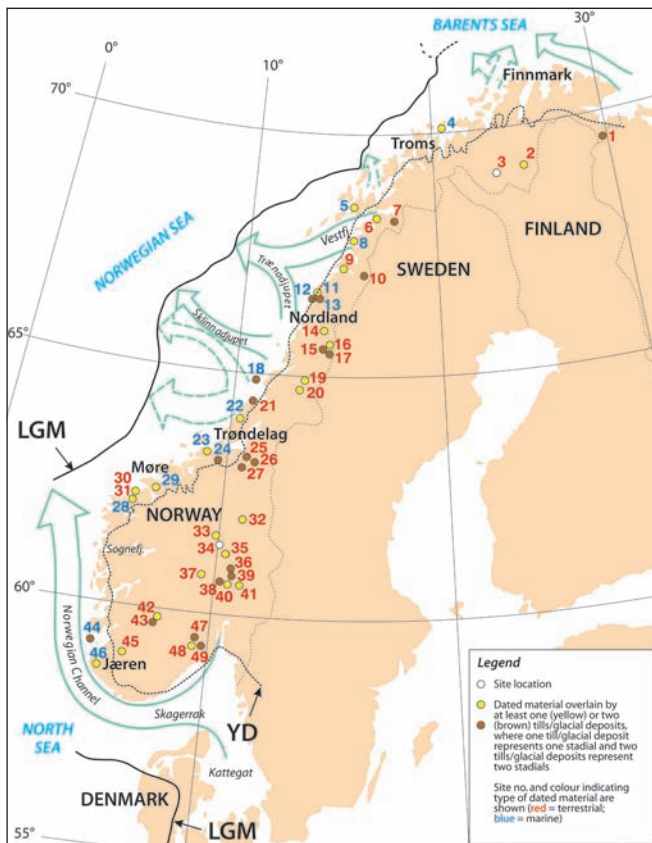 0°
10°
30°
BARENTS SEA
70°
Finnmark
4
Troms
1
2
3
5
6
7
Vestfj.
8
FINLAND
NORWEGIAN SEA
Trænadjupet
9
SWEDEN
10
12
11
13
Nordland
Sklinnadjupet
14
65°
15
16
17
18
19
20
21
22
LGM
Trøndelag
23
24
25
26
27
Møre
30
31
29
28
NORWAY
32
33
34
35
Sognefj.
36
37
39
38
40
41
60°
42
43
44
47
45
46
Jæren
48
49
Norwegian Channel
Skagerrak
YD
NORTH
SEA
Kattegat
DENMARK
LGM
55°
Legend
Site location
Dated material overlain by
at least one (yellow) or two
(brown) tills/glacial deposits,
where one till/glacial deposit
represents one stadial and two
tills/glacial deposits represent
two stadials
Site no. and colour indicating
type of dated material are
shown (red = terrestrial;
blue = marine)